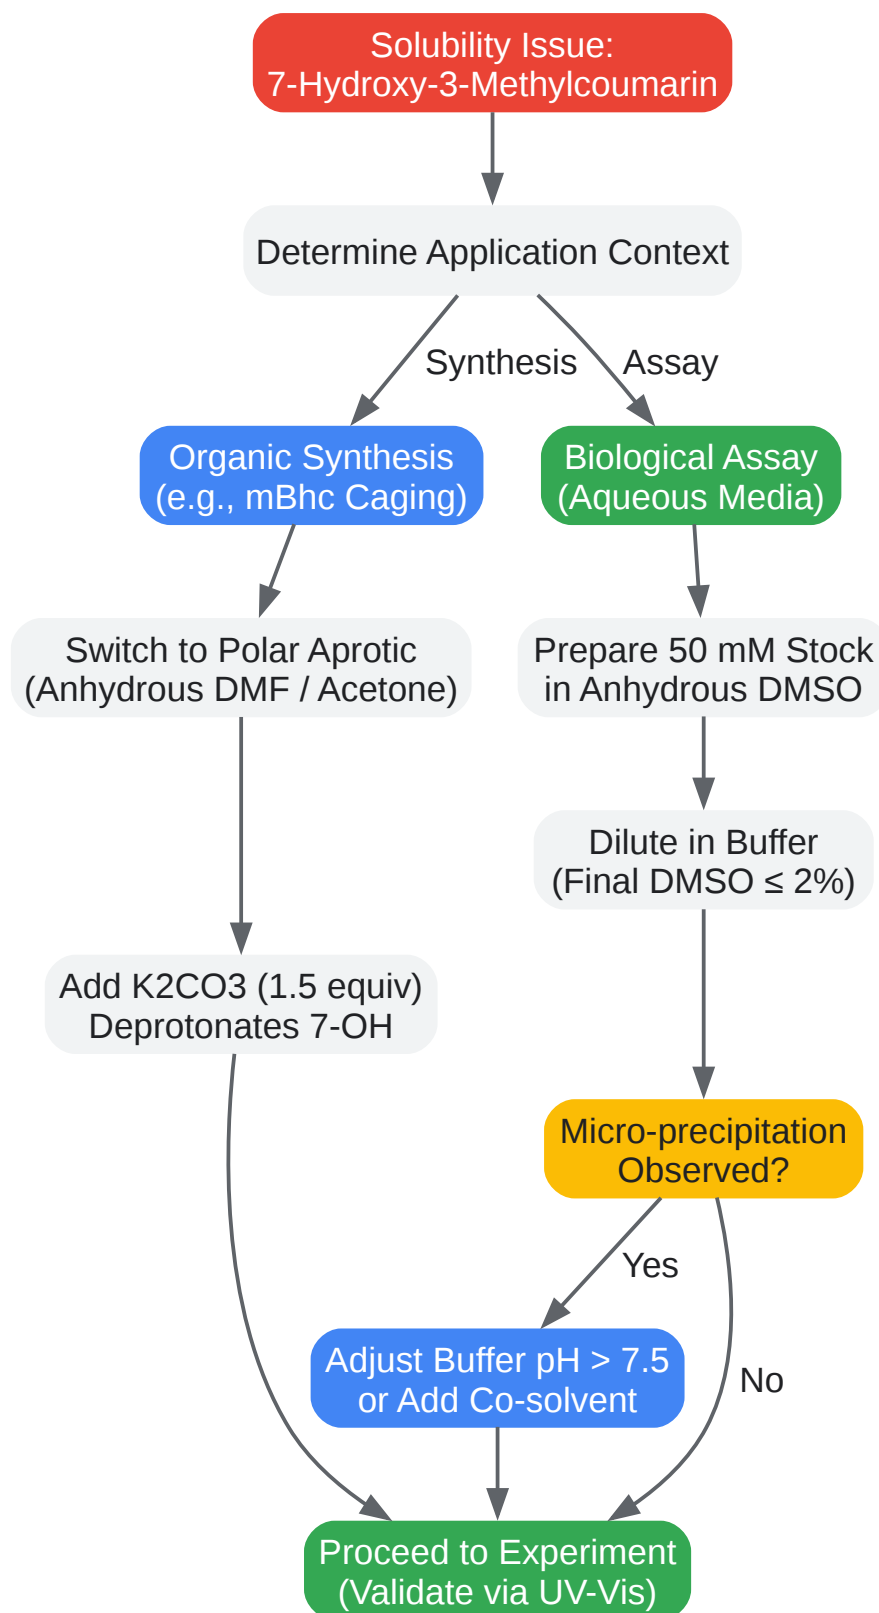 Solubility Issue:
7-Hydroxy-3-Methylcoumarin
Determine Application Context
Synthesis
Assay
Organic Synthesis
(e.g., mBhc Caging)
Biological Assay
(Aqueous Media)
Switch to Polar Aprotic
(Anhydrous DMF / Acetone)
Prepare 50 mM Stock
in Anhydrous DMSO
Dilute in Buffer
(Final DMSO ≤ 2%)
Add K2CO3 (1.5 equiv)
Deprotonates 7-OH
Micro-precipitation
Observed?
Yes
No
Adjust Buffer pH > 7.5
or Add Co-solvent
Proceed to Experiment
(Validate via UV-Vis)